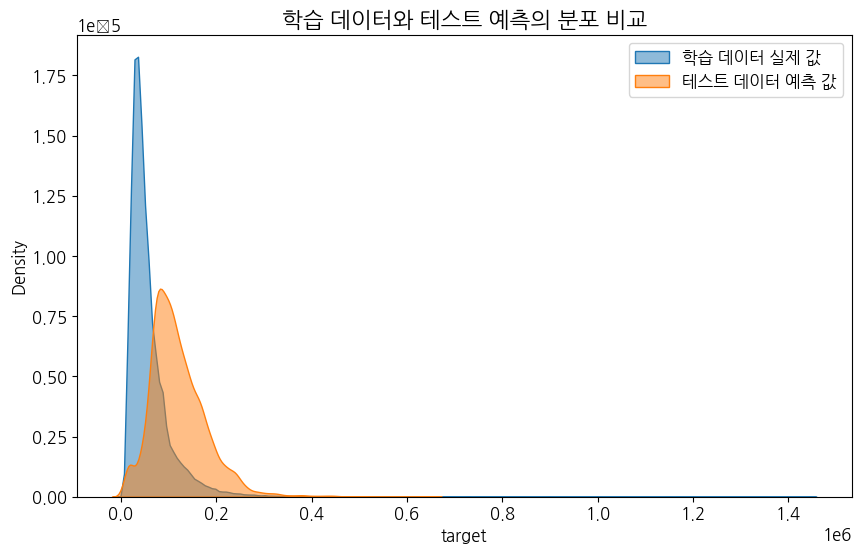 학습 데이터와 테스트 예측의 분포 비교
1e□5
학습 데이터 실제 값
테스트 데이터 예측 값
1.75
1.50
1.25
1.00
0.75
0.50
0.25
0.00
Density
0.0 0.2 0.4 0.6 0.8 1.0 1.2 1.4
1e6
target